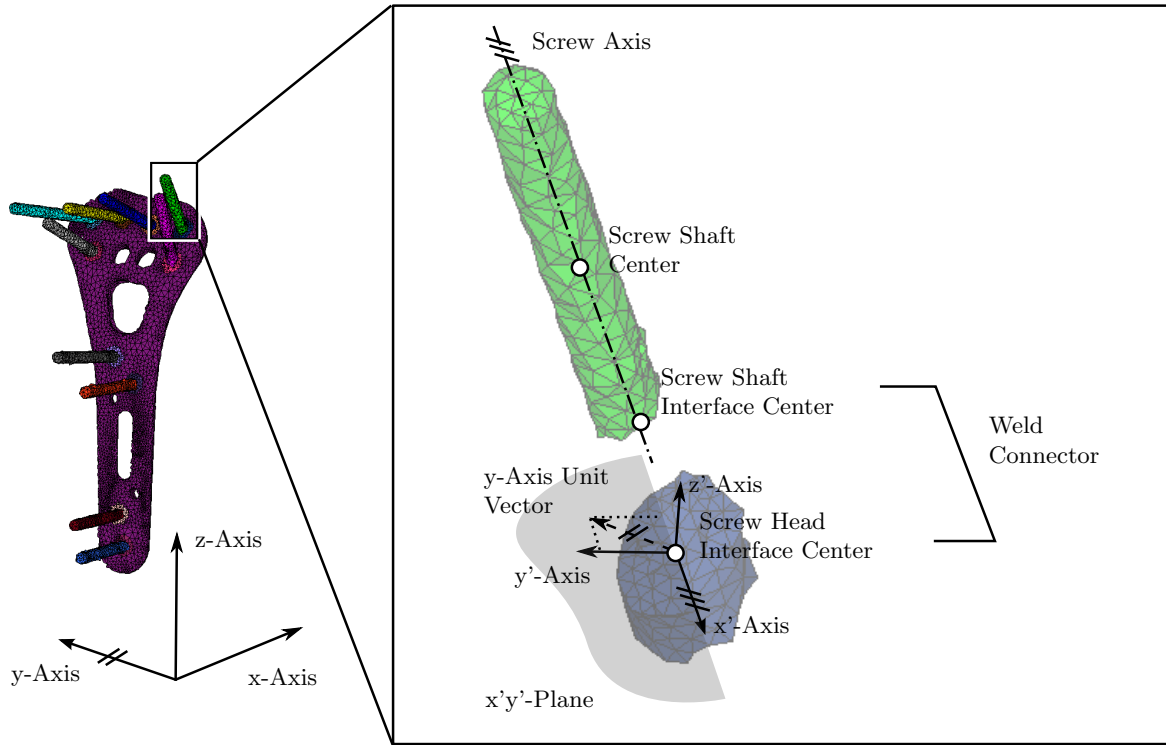 Screw Axis
Screw Shaft
Center
Screw Shaft
Interface Center
Weld
Connector
y-Axis Unit
Vector
z'-Axis
Screw Head
Interface Center
y'-Axis
x'-Axis
x'y'-Plane
z-Axis
y-Axis
x-Axis